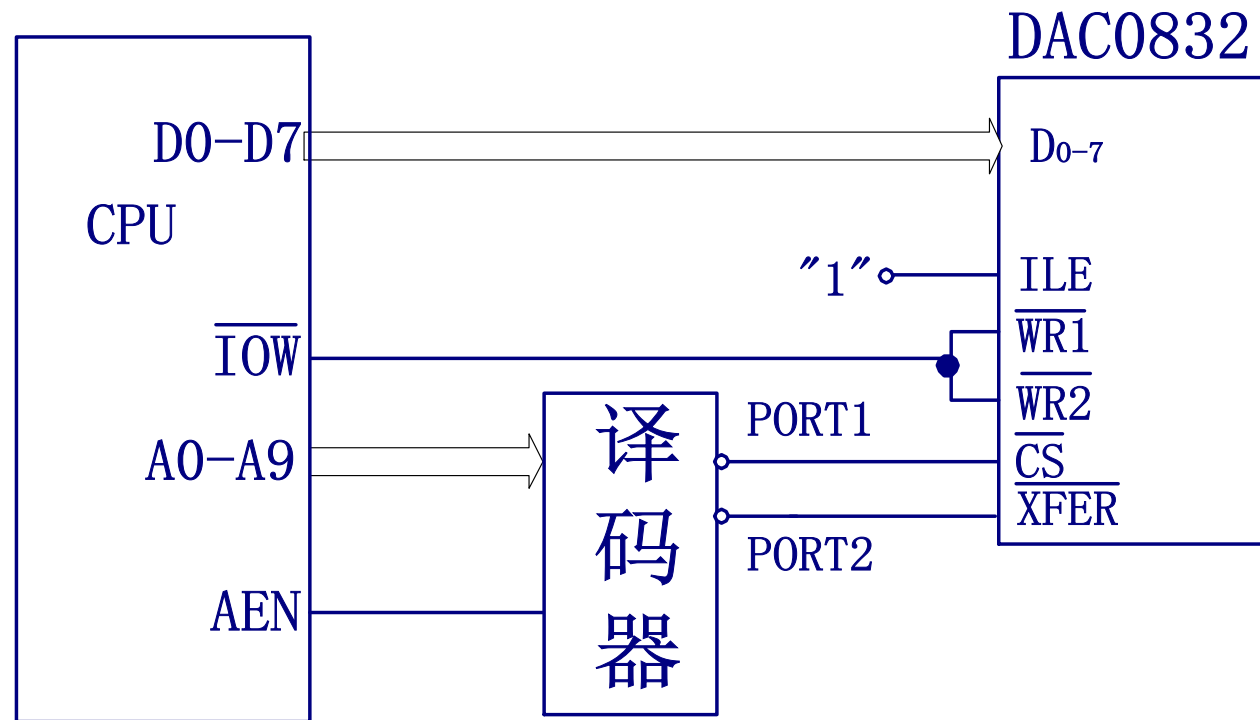 DAC0832
D0-D7
D0-7
CPU
"1"
ILE
IOW
WR1
WR2
PORT1
A0-A9
CS
XFER
PORT2
AEN
译
码
器